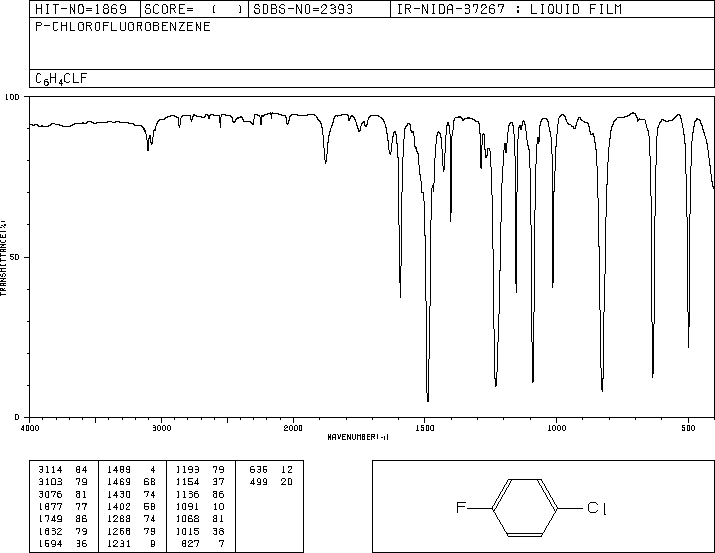 HIT-NO=1869 SCORE= ( ) SDBS-NO=2393 IR-NIDA-37267 : LIQUID FILM
P-CHLOROFLUOROBENZENE
C6H4CLF
100
50
0
TRANSMITTANCE(%)
4000 3000 2000 1500 1000 500
WAVENUMBER(-1)
3114 84 1489 4 1193 79 636 12
3103 79 1469 68 1154 37 499 20
3076 81 1430 74 1136 86
1877 77 1402 58 1091 10
1749 86 1288 74 1068 81
1632 79 1268 79 1015 38
1594 36 1231 9 827 7
F Cl